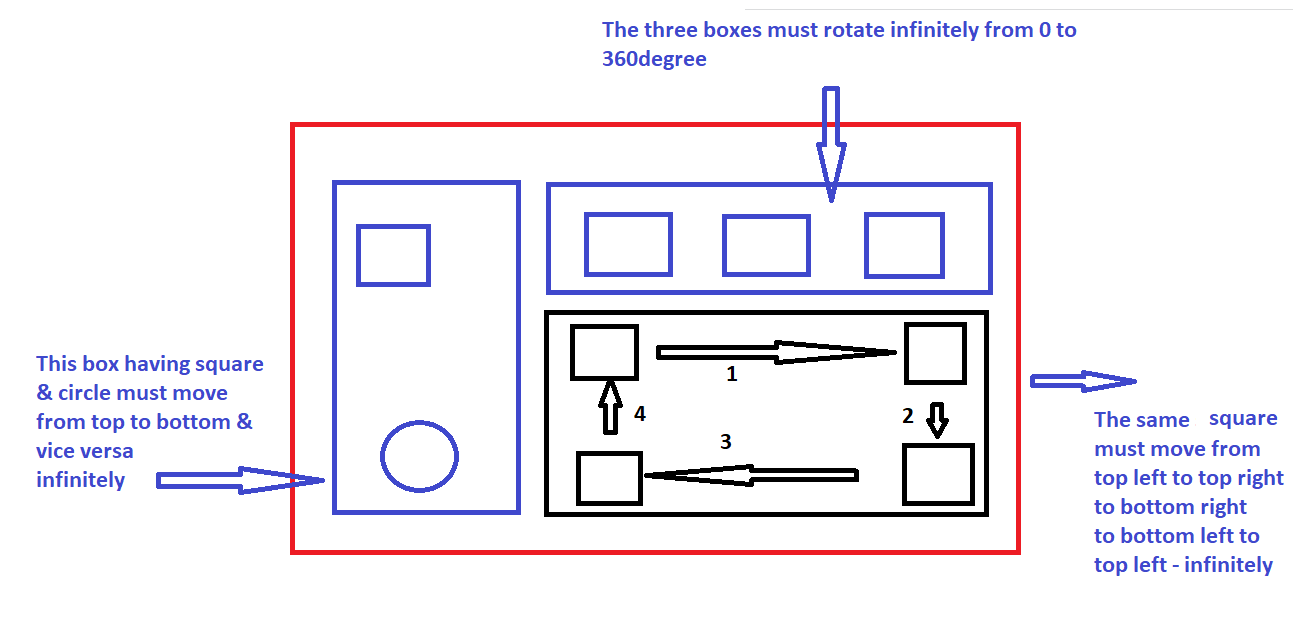 The three boxes must rotate infinitely from 0 to
360degree
This box having square
& circle must move
from top to bottom &
vice versa
infinitely
1
4
2
3
The same square
must move from
top left to top right
to bottom right
to bottom left to
top left - infinitely